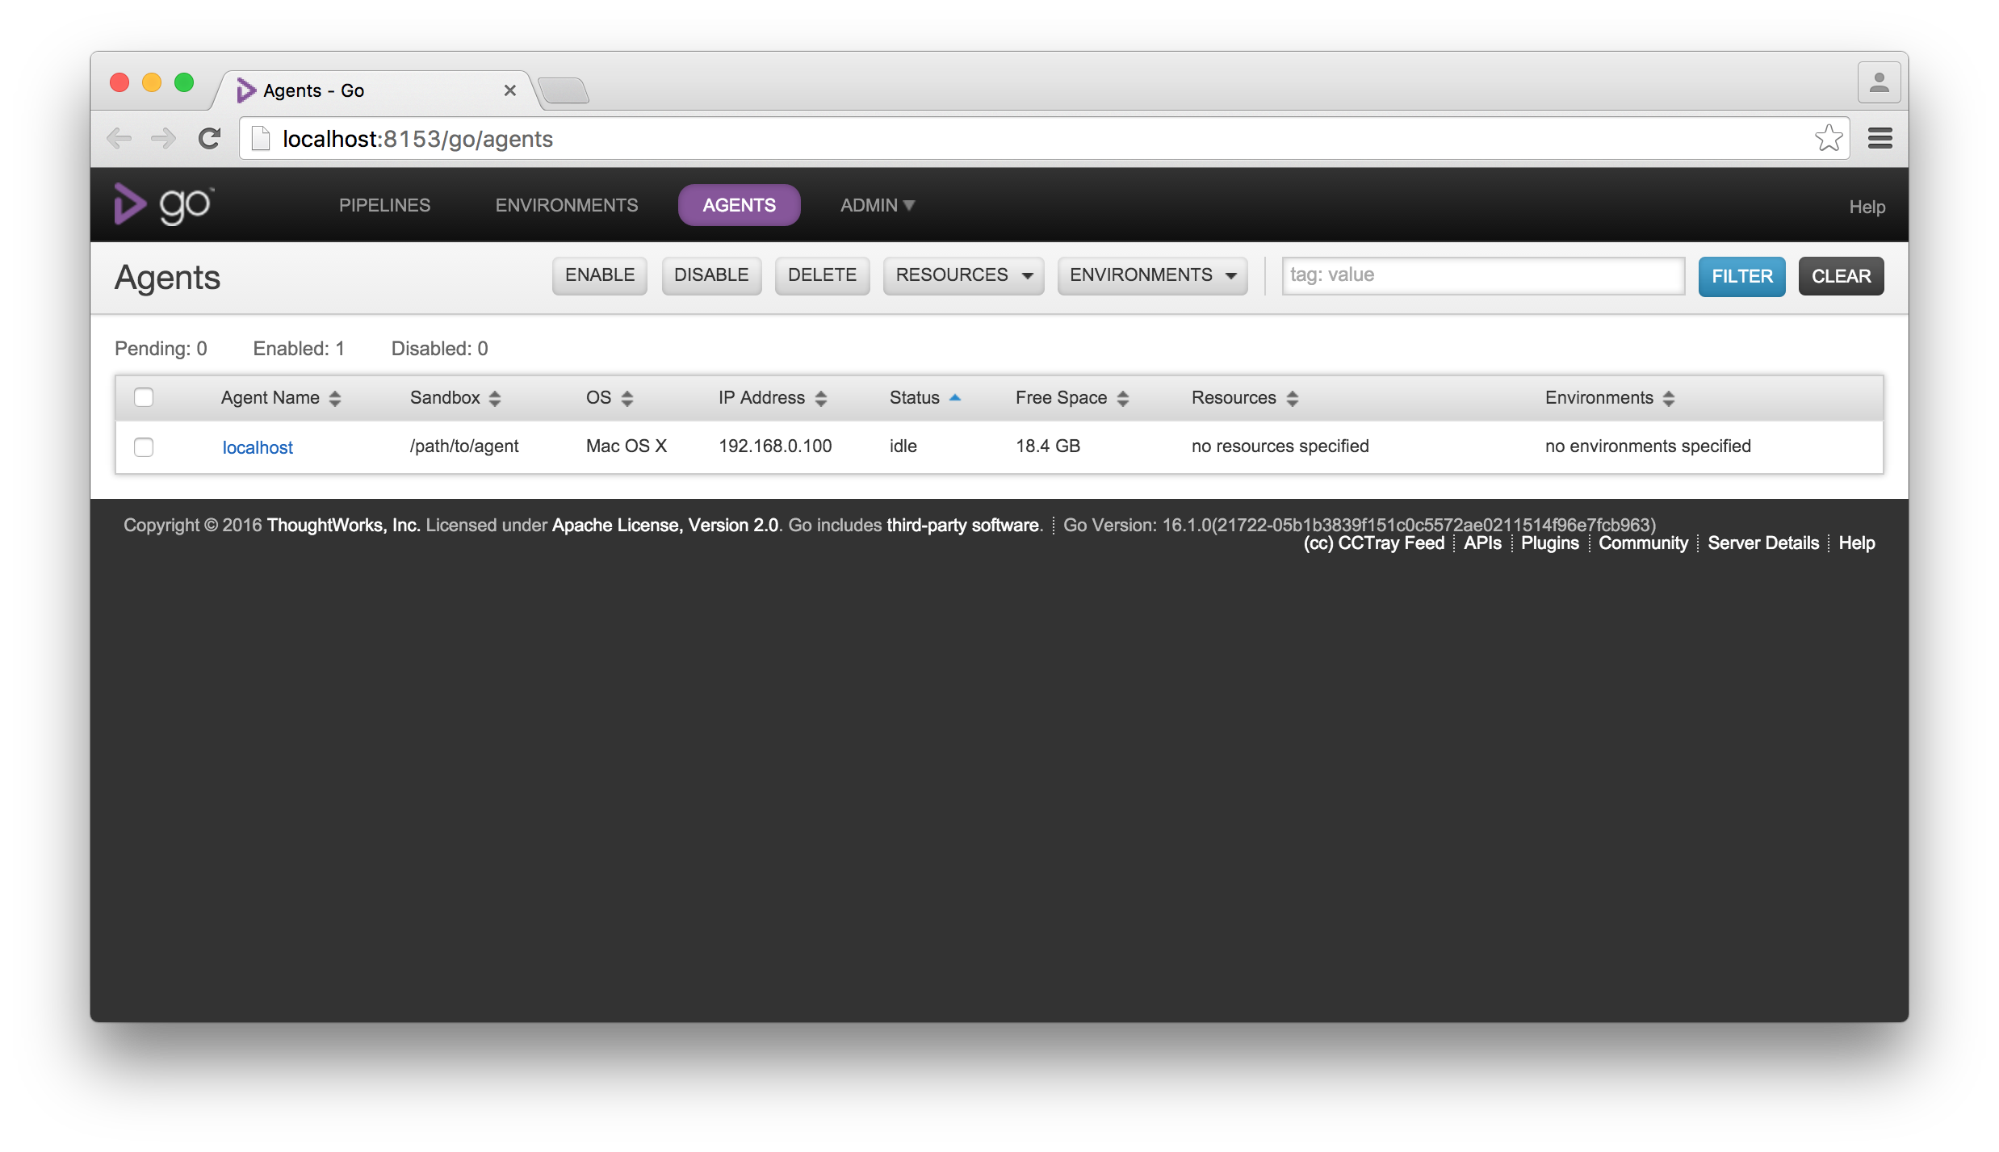 Agents - Go
localhost:8153/go/agents
go™ PIPELINES ENVIRONMENTS AGENTS ADMIN Help
Agents ENABLE DISABLE DELETE RESOURCES ENVIRONMENTS tag: value FILTER CLEAR
Pending: 0 Enabled: 1 Disabled: 0
Agent Name Sandbox OS IP Address Status Free Space Resources Environments
localhost /path/to/agent Mac OS X 192.168.0.100 idle 18.4 GB no resources specified no environments specified
Copyright © 2016 ThoughtWorks, Inc. Licensed under Apache License, Version 2.0. Go includes third-party software. Go Version: 16.1.0(21722-05b1b3839f151c0c5572ae0211514f96e7fcb963)
(cc) CCTray Feed APIs Plugins Community Server Details Help